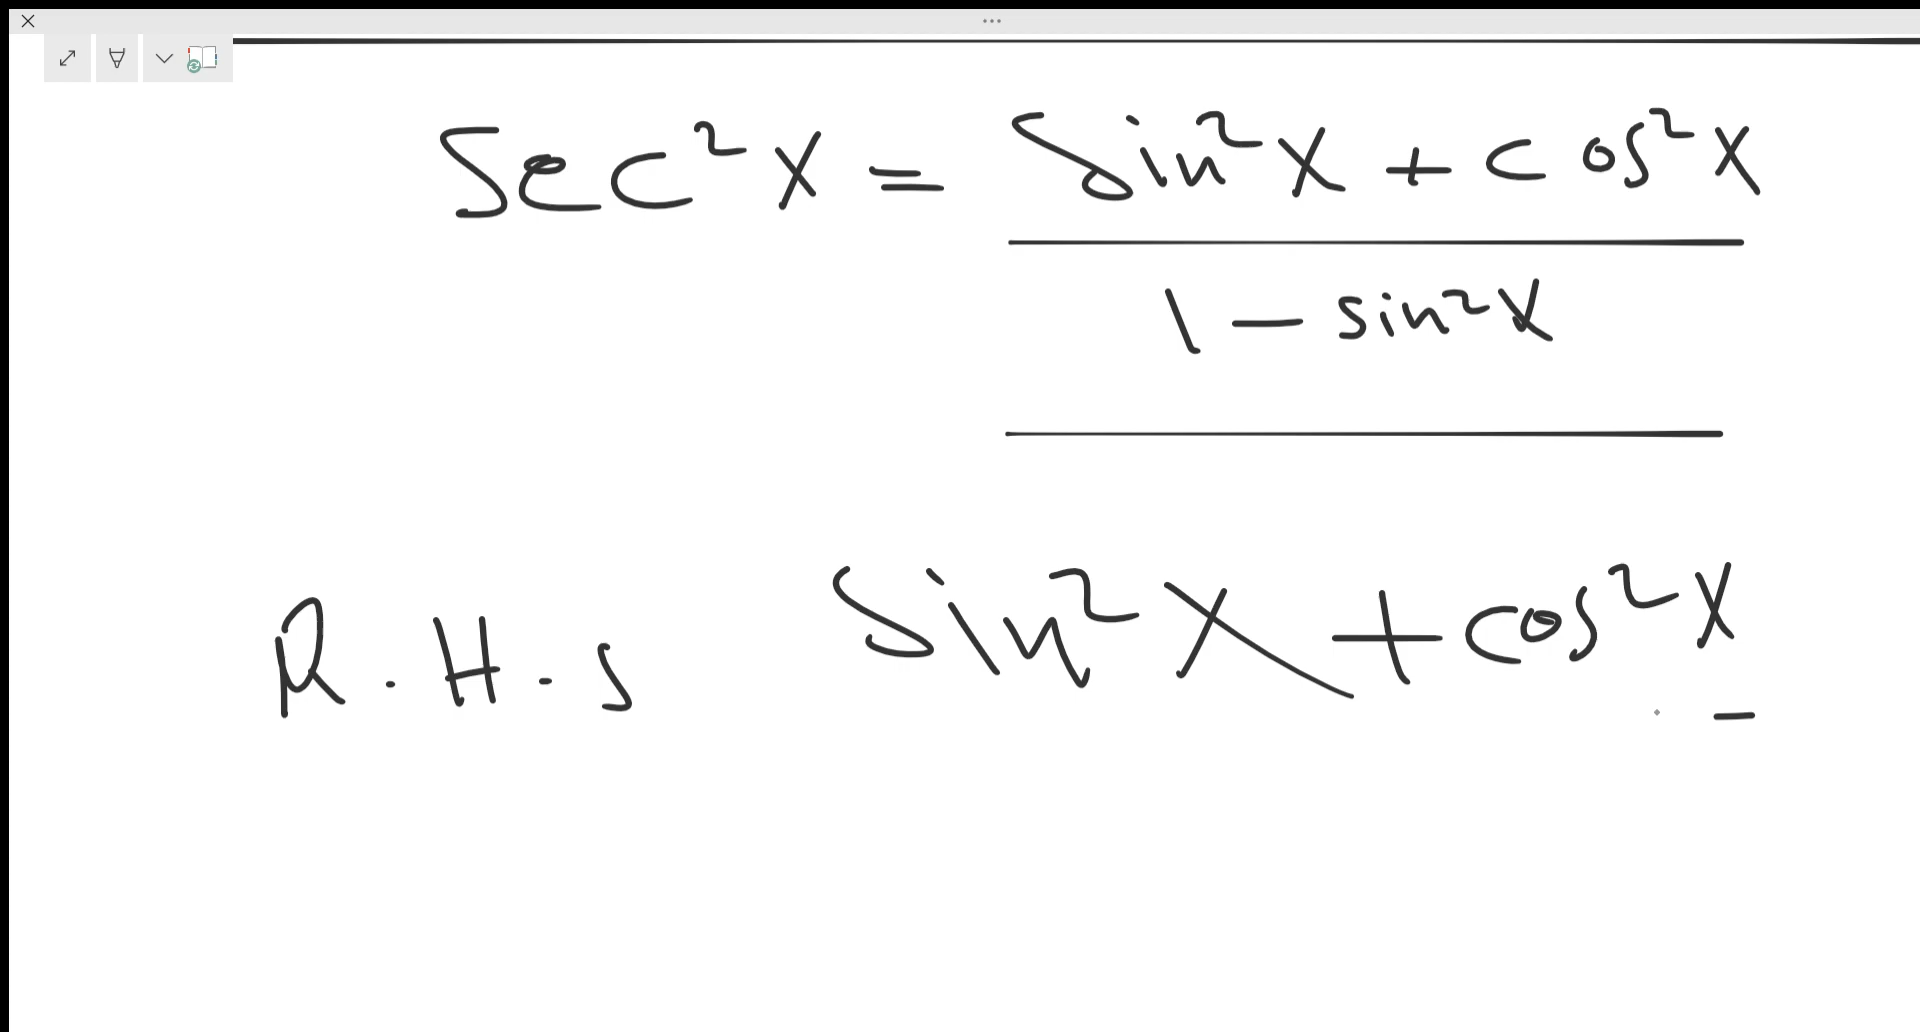 Sec²x = Sin²x + cos²x
1 - sin²x
R.H.S Sin²x + cos²x